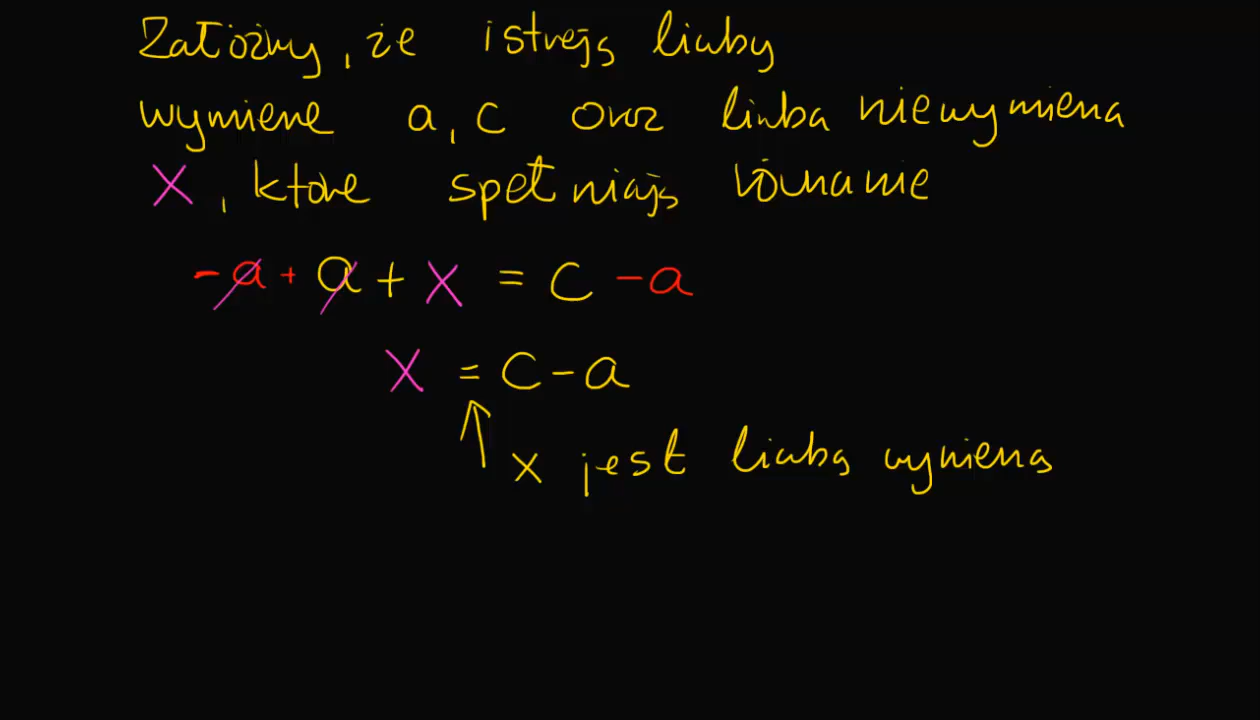 Załóżmy, że istnieją liczby
wymierne a, c oraz liczba niewymierna
x, które spełniają równanie
-a + a + x = c - a
x = c - a
x jest liczbą wymierną